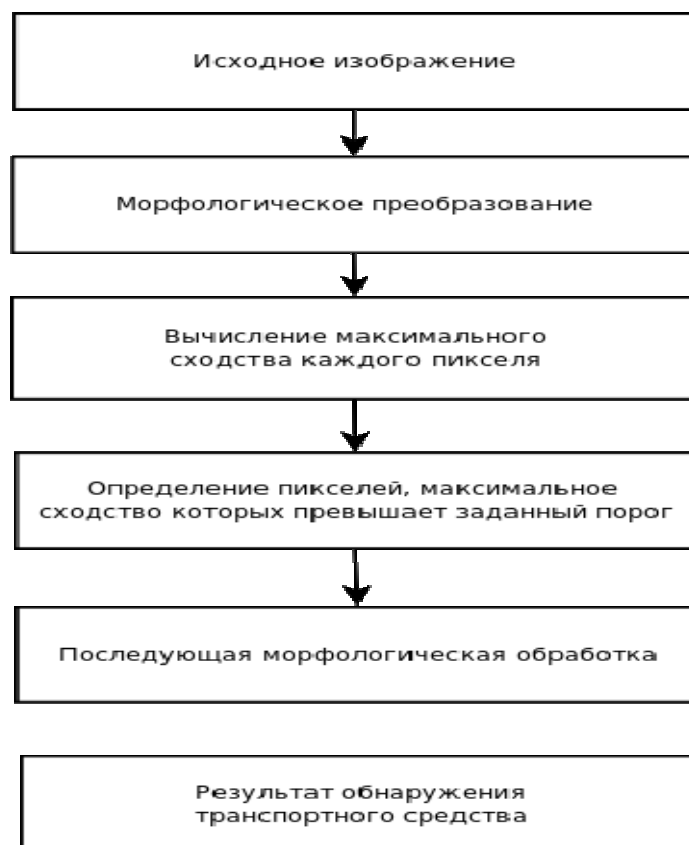 Исходное изображение
Морфологическое преобразование
Вычисление максимального
сходства каждого пикселя
Определение пикселей, максимальное
сходство которых превышает заданный порог
Последующая морфологическая обработка
Результат обнаружения
транспортного средства